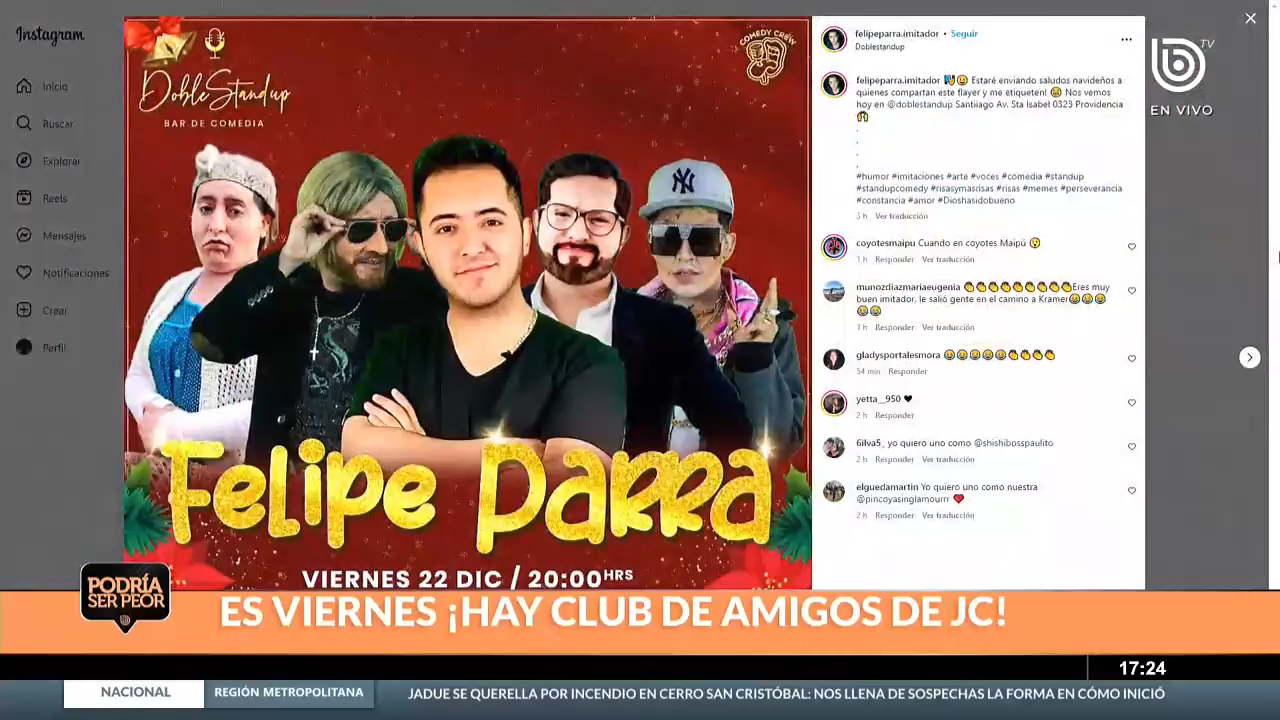 Instagram
Inicio
Buscar
Explorar
Reels
Mensajes
Notificaciones
Crear
Perfil
DobleStandup
BAR DE COMEDIA
COMEDY CREW
NY
Felipe Parra
VIERNES 22 DIC / 20:00HRS
felipeparra.imitador • Seguir
Doblestandup
felipeparra.imitador Estaré enviando saludos navideños a
quienes compartan este flayer y me etiqueten! 😂 Nos vemos
hoy en @doblestandup Santiiago Av. Sta Isabel 0323 Providencia
.
.
.
.
#humor #imitaciones #arte #voces #comedia #standup
#standupcomedy #risasymasrisas #risas #memes #perseverancia
#constancia #amor #Dioshasidobueno
3 h Ver traducción
coyotesmaipu Cuando en coyotes Maipú 😯
1 h Responder Ver traducción
munozdiazmariaeugenia 👏👏👏👏👏👏👏👏👏Eres muy
buen imitador, le salió gente en el camino a Kramer😂😂😂
😂😂
1 h Responder Ver traducción
gladysportalesmora 😂😂😂😂😂👏👏👏👏
54 min Responder
yetta__950 🖤
2 h Responder
6ilva5_ yo quiero uno como @shishibosspaulito
2 h Responder Ver traducción
elguedamartin Yo quiero uno como nuestra
@pincoyasinglamourrr ❤️
2 h Responder Ver traducción
TV
EN VIVO
PODRÍA
SER PEOR
ES VIERNES ¡HAY CLUB DE AMIGOS DE JC!
17:24
NACIONAL
REGIÓN METROPOLITANA
JADUE SE QUERELLA POR INCENDIO EN CERRO SAN CRISTÓBAL: NOS LLENA DE SOSPECHAS LA FORMA EN CÓMO INICIÓ